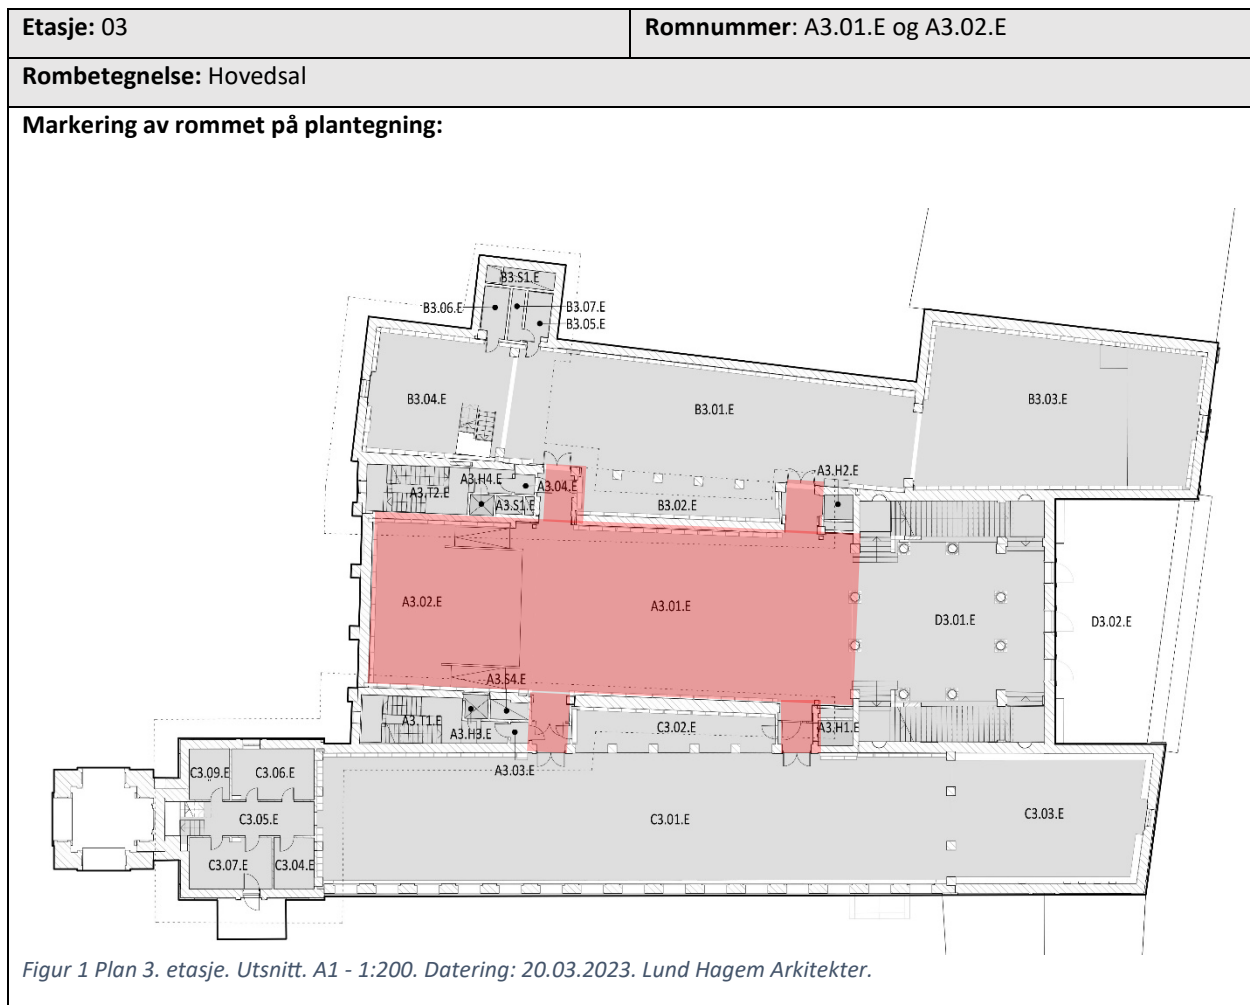 Etasje: 03
Romnummer: A3.01.E og A3.02.E
Rombetegnelse: Hovedsal
Markering av rommet på plantegning:
B3.S1.E
B3.06.E
B3.07.E
B3.05.E
B3.04.E
B3.01.E
B3.03.E
A3.H4.E
A3.H2.E
A3.T2.E
A3.04.E
A3.S1.E
B3.02.E
A3.02.E
A3.01.E
D3.01.E
D3.02.E
A3.S4.E
A3.T1.E
A3.H3.E
C3.02.E
A3.H1.E
A3.03.E
C3.09.E
C3.06.E
C3.05.E
C3.01.E
C3.03.E
C3.07.E
C3.04.E
Figur 1 Plan 3. etasje. Utsnitt. A1 - 1:200. Datering: 20.03.2023. Lund Hagem Arkitekter.